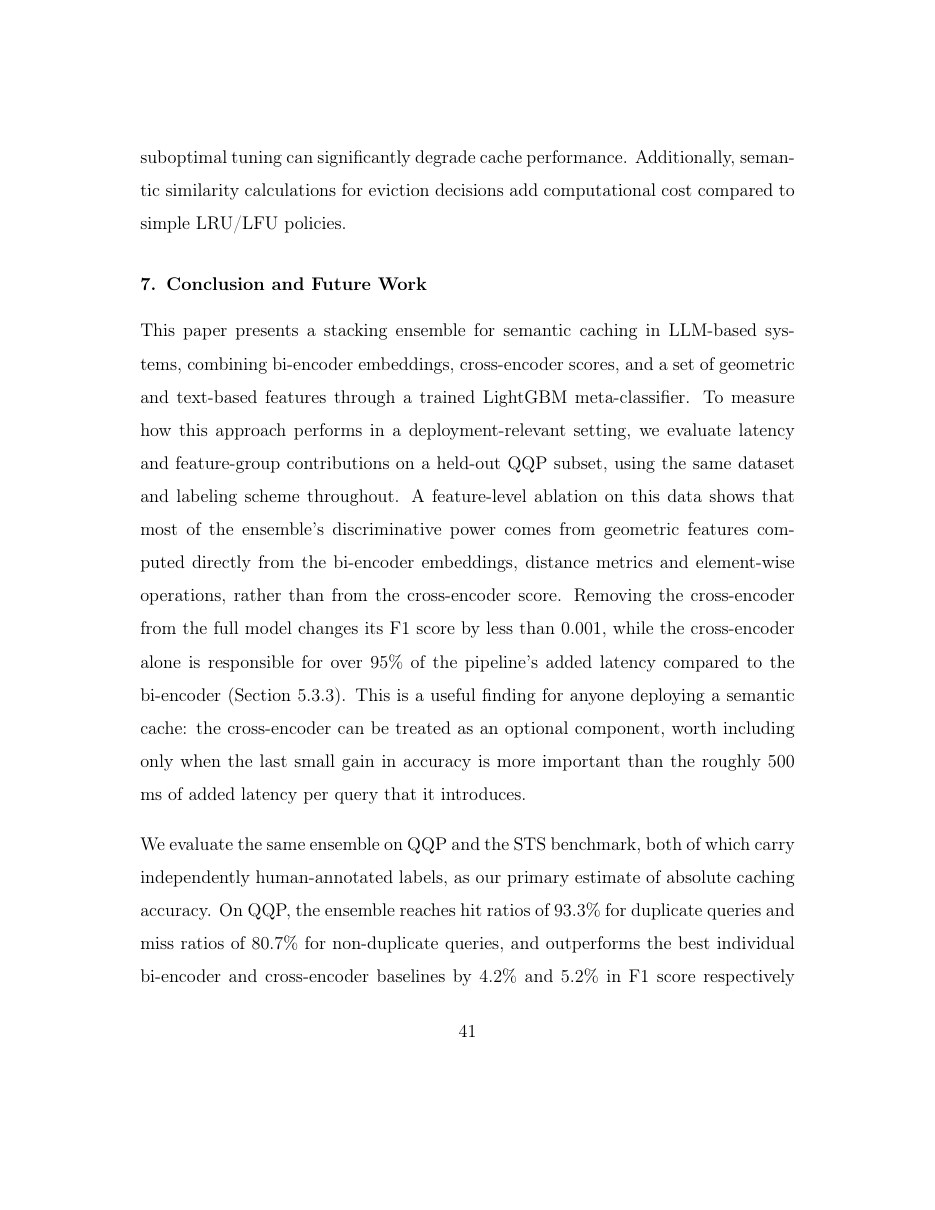 suboptimal tuning can significantly degrade cache performance. Additionally, seman-
tic similarity calculations for eviction decisions add computational cost compared to
simple LRU/LFU policies.
7. Conclusion and Future Work
This paper presents a stacking ensemble for semantic caching in LLM-based sys-
tems, combining bi-encoder embeddings, cross-encoder scores, and a set of geometric
and text-based features through a trained LightGBM meta-classifier. To measure
how this approach performs in a deployment-relevant setting, we evaluate latency
and feature-group contributions on a held-out QQP subset, using the same dataset
and labeling scheme throughout. A feature-level ablation on this data shows that
most of the ensemble's discriminative power comes from geometric features com-
puted directly from the bi-encoder embeddings, distance metrics and element-wise
operations, rather than from the cross-encoder score. Removing the cross-encoder
from the full model changes its F1 score by less than 0.001, while the cross-encoder
alone is responsible for over 95% of the pipeline's added latency compared to the
bi-encoder (Section 5.3.3). This is a useful finding for anyone deploying a semantic
cache: the cross-encoder can be treated as an optional component, worth including
only when the last small gain in accuracy is more important than the roughly 500
ms of added latency per query that it introduces.
We evaluate the same ensemble on QQP and the STS benchmark, both of which carry
independently human-annotated labels, as our primary estimate of absolute caching
accuracy. On QQP, the ensemble reaches hit ratios of 93.3% for duplicate queries and
miss ratios of 80.7% for non-duplicate queries, and outperforms the best individual
bi-encoder and cross-encoder baselines by 4.2% and 5.2% in F1 score respectively
41